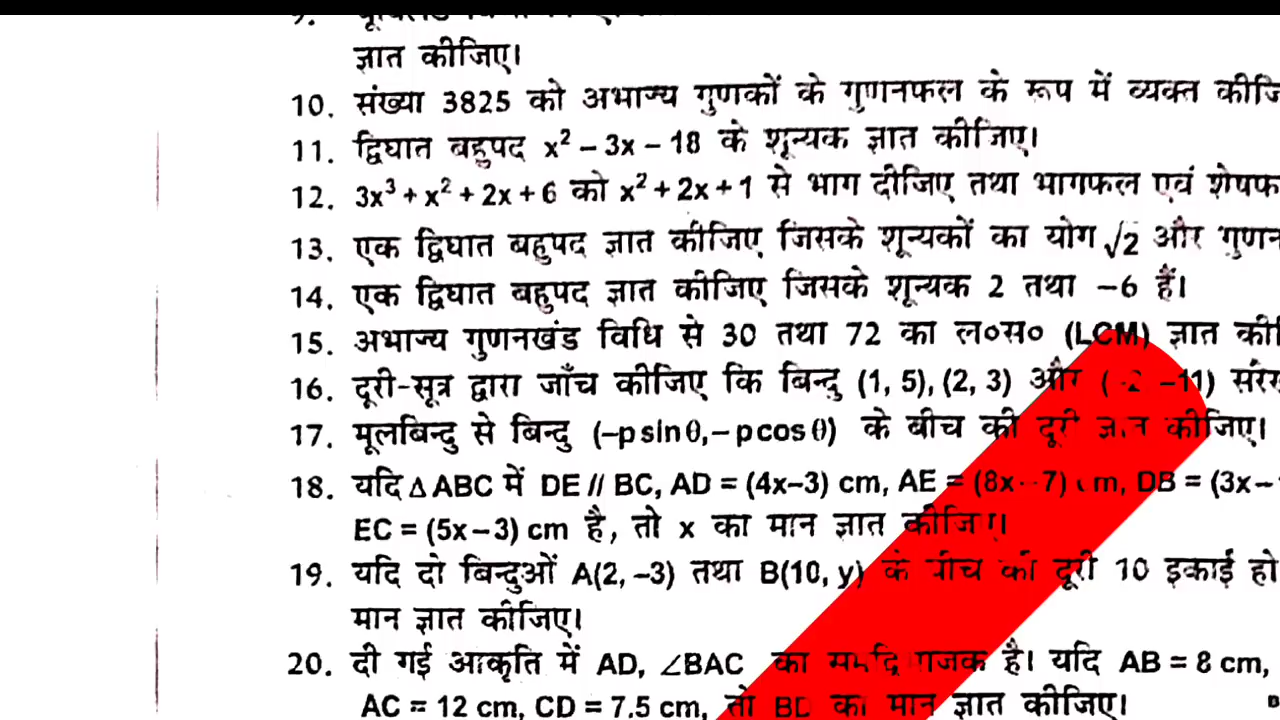 ज्ञात कीजिए।
10. संख्या 3825 को अभाज्य गुणकों के गुणनफल के रूप में व्यक्त
11. द्विघात बहुपद x² – 3x – 18 के शून्यक ज्ञात कीजिए।
12. 3x³ + x² + 2x + 6 को x² + 2x + 1 से भाग दीजिए तथा भागफल एवं
13. एक द्विघात बहुपद ज्ञात कीजिए जिसके शून्यकों का योग √2 और
14. एक द्विघात बहुपद ज्ञात कीजिए जिसके शून्यक 2 तथा –6 हैं।
15. अभाज्य गुणनखंड विधि से 30 तथा 72 का ल०स० (LCM) ज्ञात
16. दूरी-सूत्र द्वारा जाँच कीजिए कि बिन्दु (1, 5), (2, 3) और (-2 –11)
17. मूलबिन्दु से बिन्दु (–p sin θ, – p cos θ) के बीच की दूरी ज्ञात कीजिए।
18. यदि Δ ABC में DE // BC, AD = (4x–3) cm, AE = (8x–7) cm, DB = (3x–
EC = (5x–3) cm है, तो x का मान ज्ञात कीजिए।
19. यदि दो बिन्दुओं A(2, –3) तथा B(10, y) के बीच की दूरी 10 इकाई हो
मान ज्ञात कीजिए।
20. दी गई आकृति में AD, ∠BAC का समद्विभाजक है। यदि AB = 8 cm,
AC = 12 cm, CD = 7.5 cm, तो BD का मान ज्ञात कीजिए।